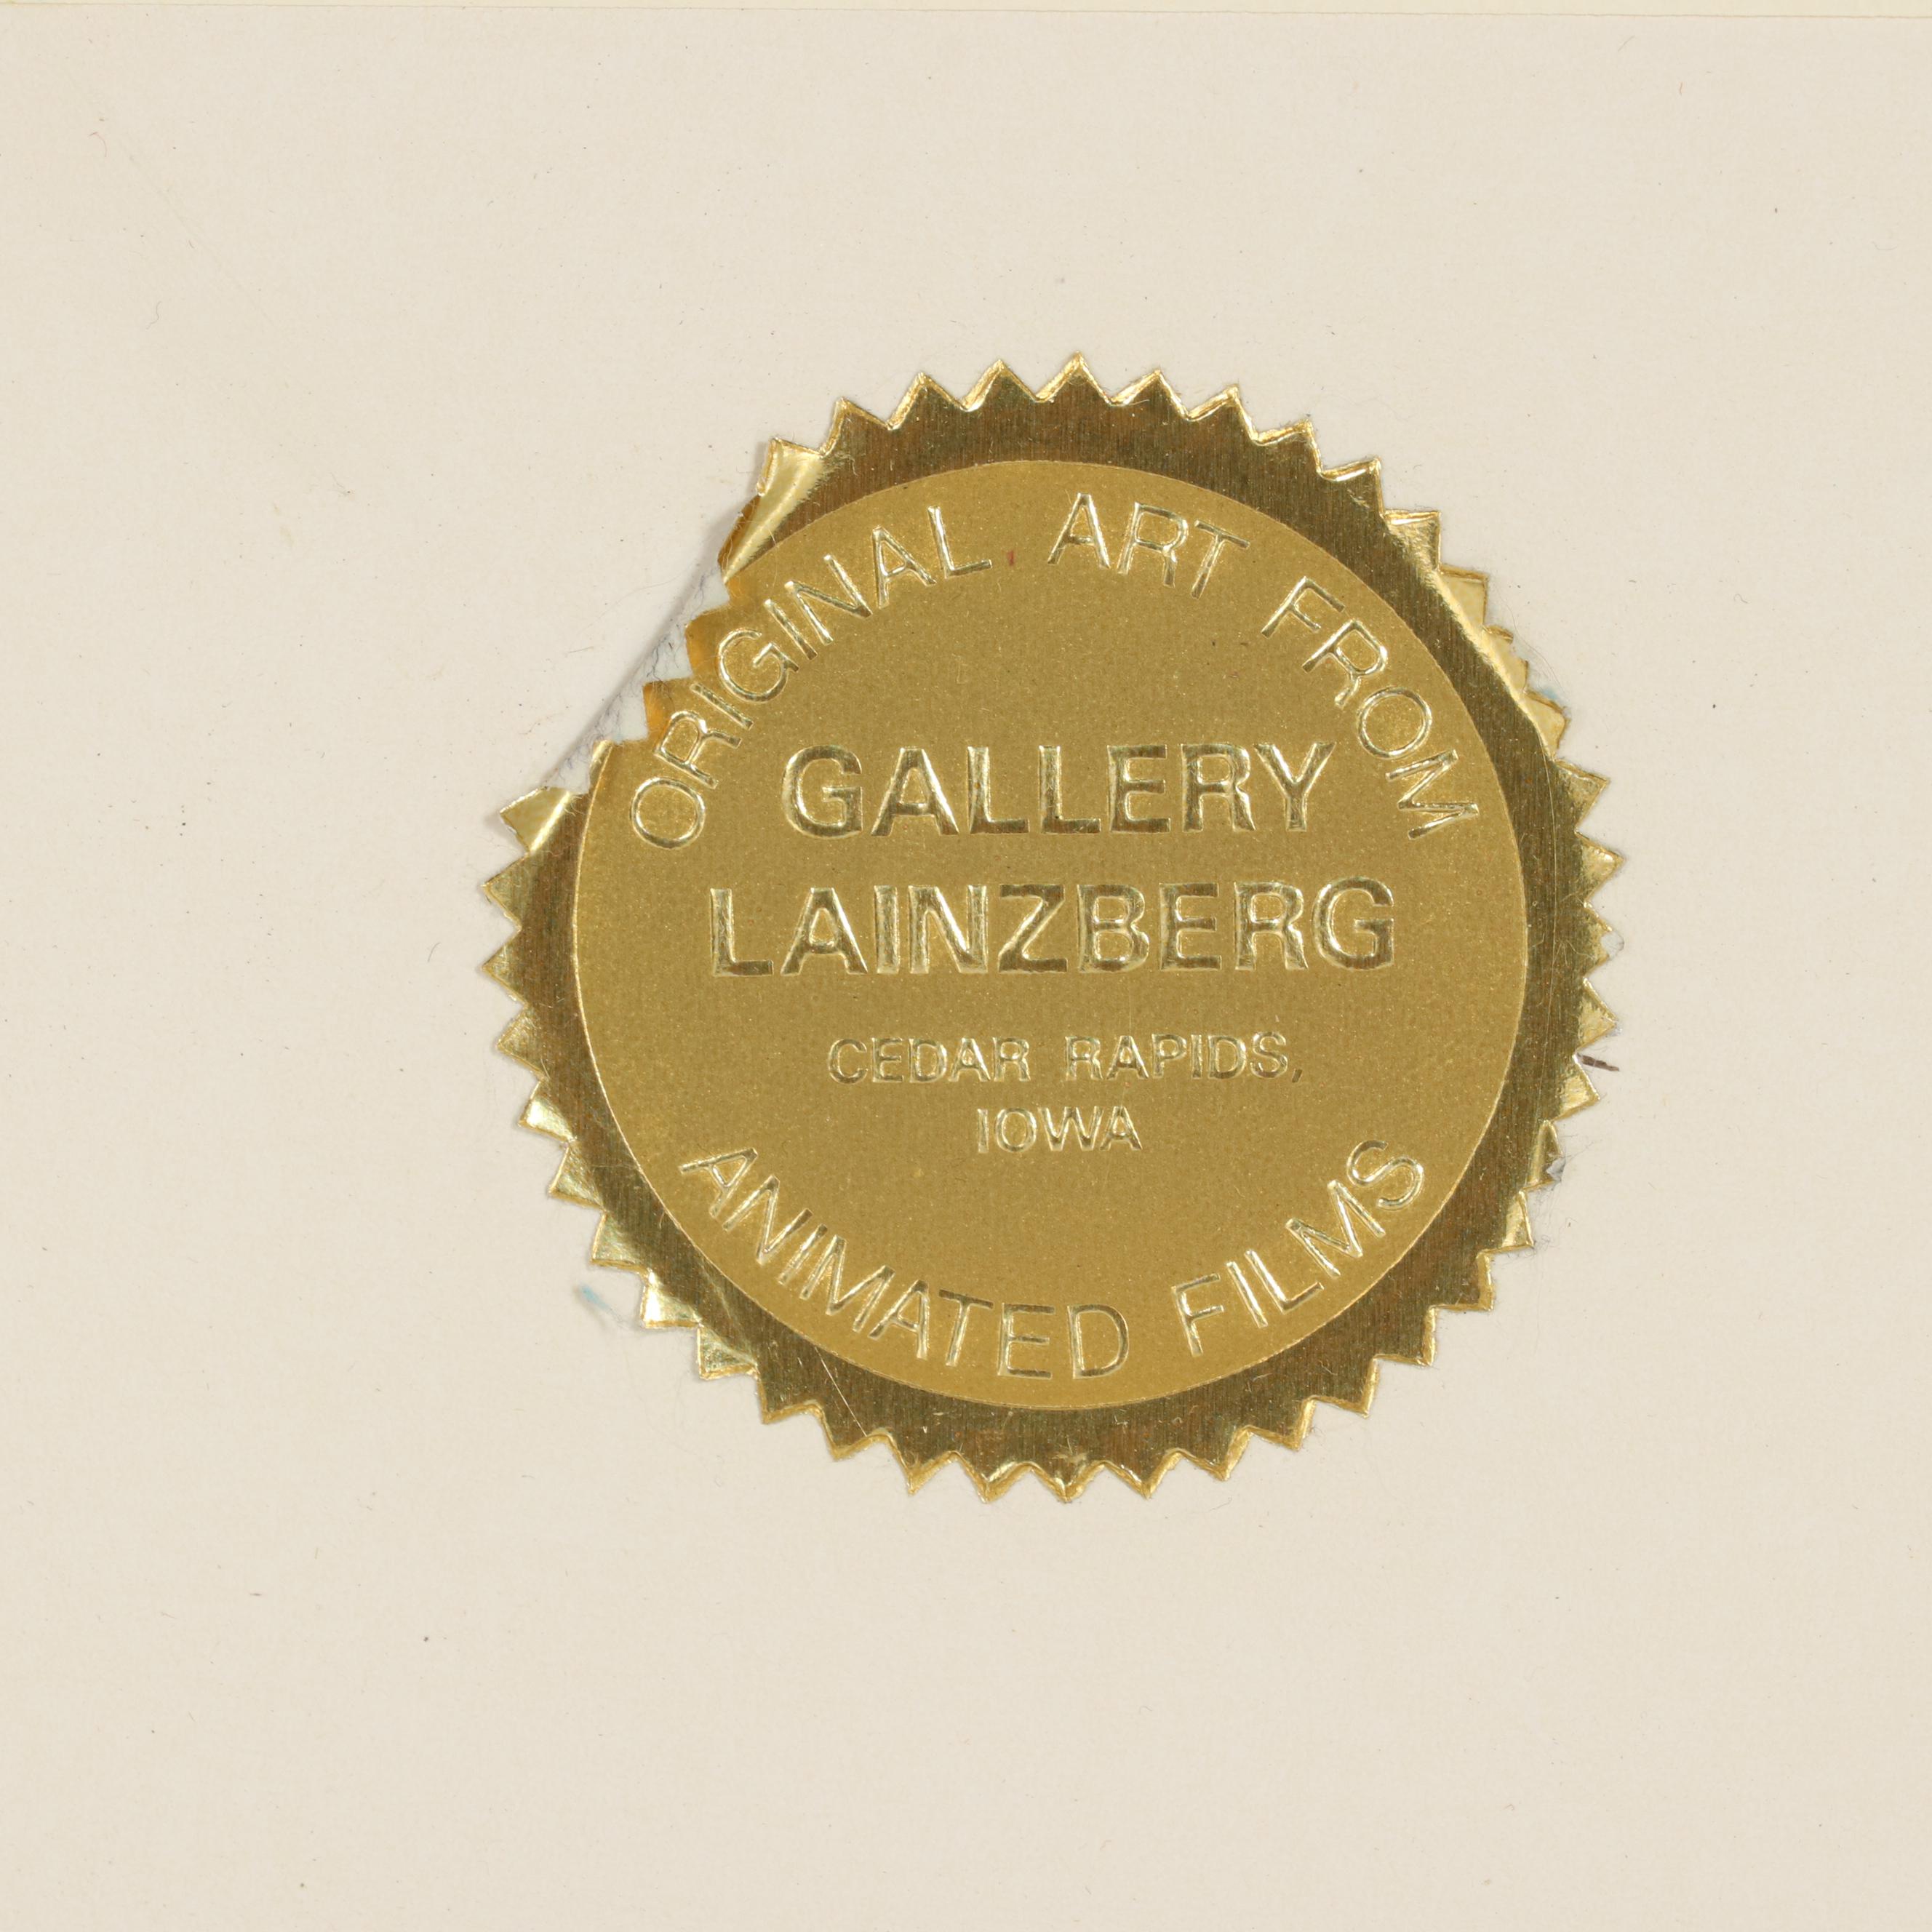 ORIGINAL ART FROM
GALLERY
LAINZBERG
CEDAR RAPIDS,
IOWA
ANIMATED FILMS